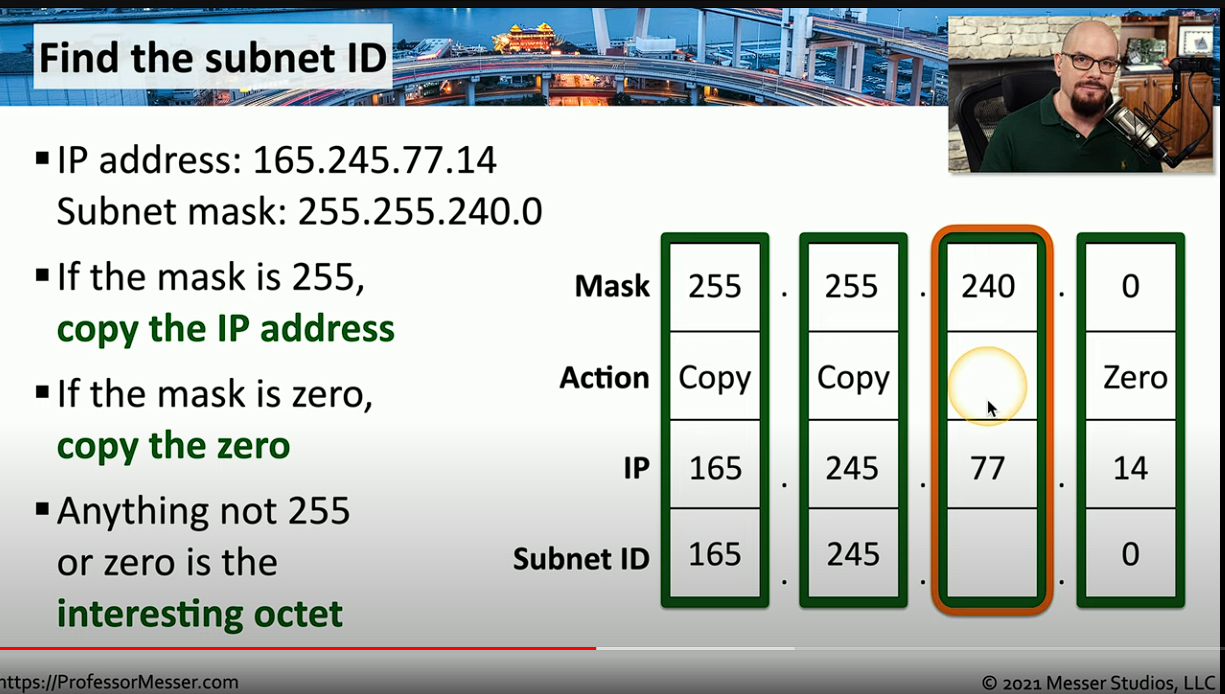 Find the subnet ID
▪ IP address: 165.245.77.14
Subnet mask: 255.255.240.0
▪ If the mask is 255,
copy the IP address
▪ If the mask is zero,
copy the zero
▪ Anything not 255
or zero is the
interesting octet
Mask 255 . 255 . 240 . 0
Action Copy Copy Zero
IP 165 . 245 . 77 . 14
Subnet ID 165 . 245 . . 0
ttps://ProfessorMesser.com
© 2021 Messer Studios, LLC